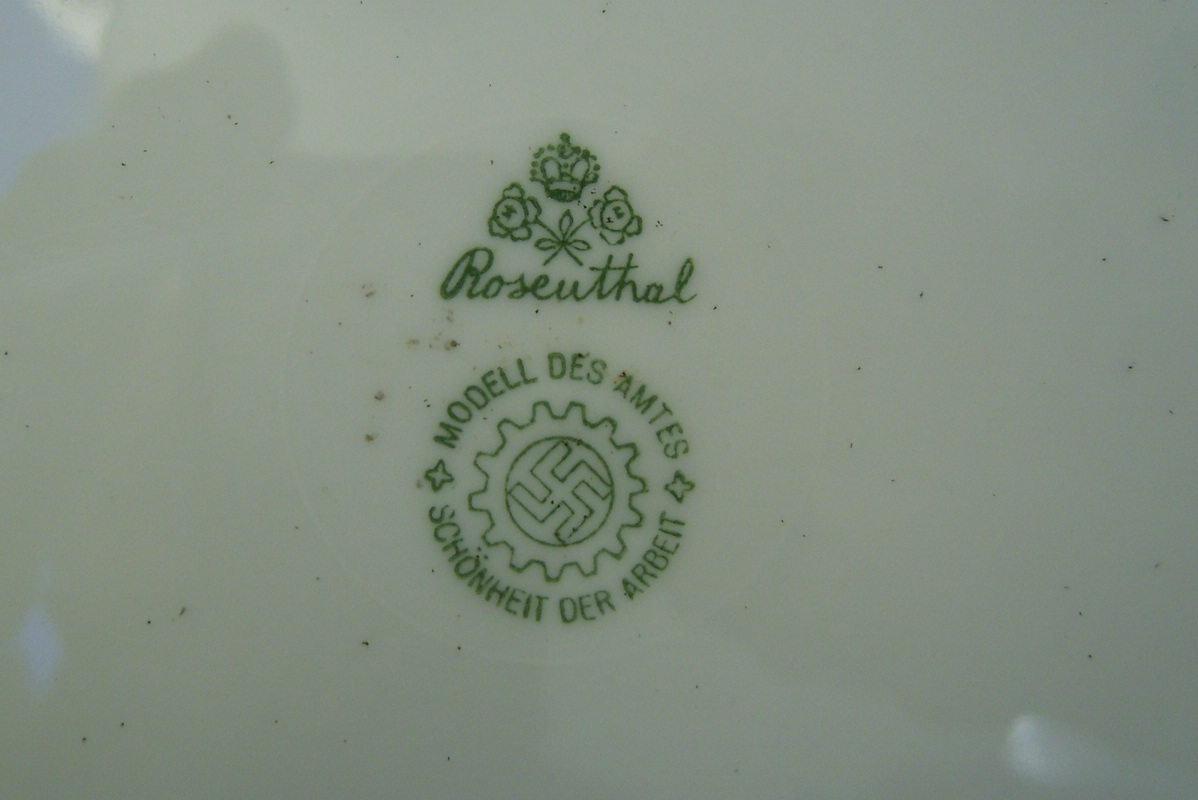 Rosenthal
MODELL DES AMTES
SCHÖNHEIT DER ARBEIT